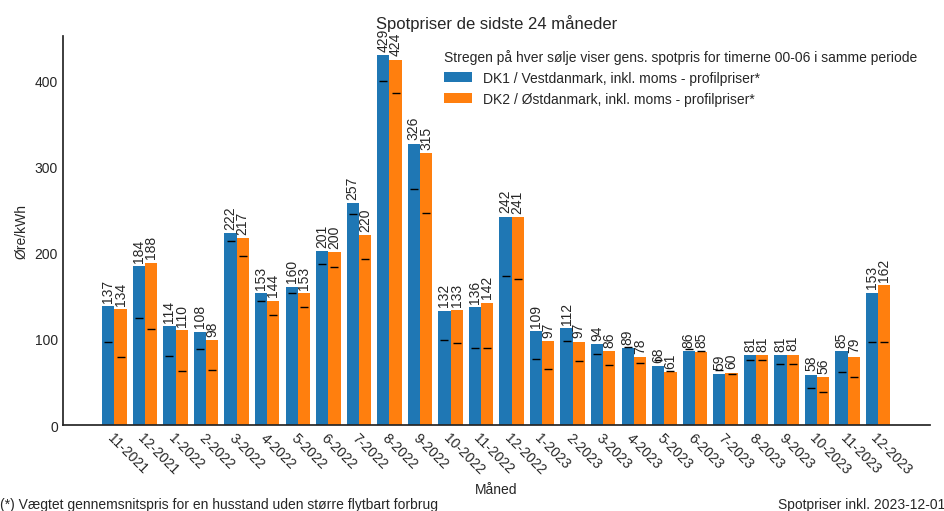 Spotpriser de sidste 24 måneder
Stregen på hver sølje viser gens. spotpris for timerne 00-06 i samme periode
DK1 / Vestdanmark, inkl. moms - profilpriser*
DK2 / Østdanmark, inkl. moms - profilpriser*
Øre/kWh
400
300
200
100
0
137 134 184 188 114 110 108 98 222 217 153 144 160 153 201 200 257 220 429 424 326 315 132 133 136 142 242 241 109 97 112 97 94 86 89 78 68 61 86 85 59 60 81 81 81 81 58 56 85 79 153 162
11-2021 12-2021 1-2022 2-2022 3-2022 4-2022 5-2022 6-2022 7-2022 8-2022 9-2022 10-2022 11-2022 12-2022 1-2023 2-2023 3-2023 4-2023 5-2023 6-2023 7-2023 8-2023 9-2023 10-2023 11-2023 12-2023
Måned
(*) Vægtet gennemsnitspris for en husstand uden større flytbart forbrug
Spotpriser inkl. 2023-12-01